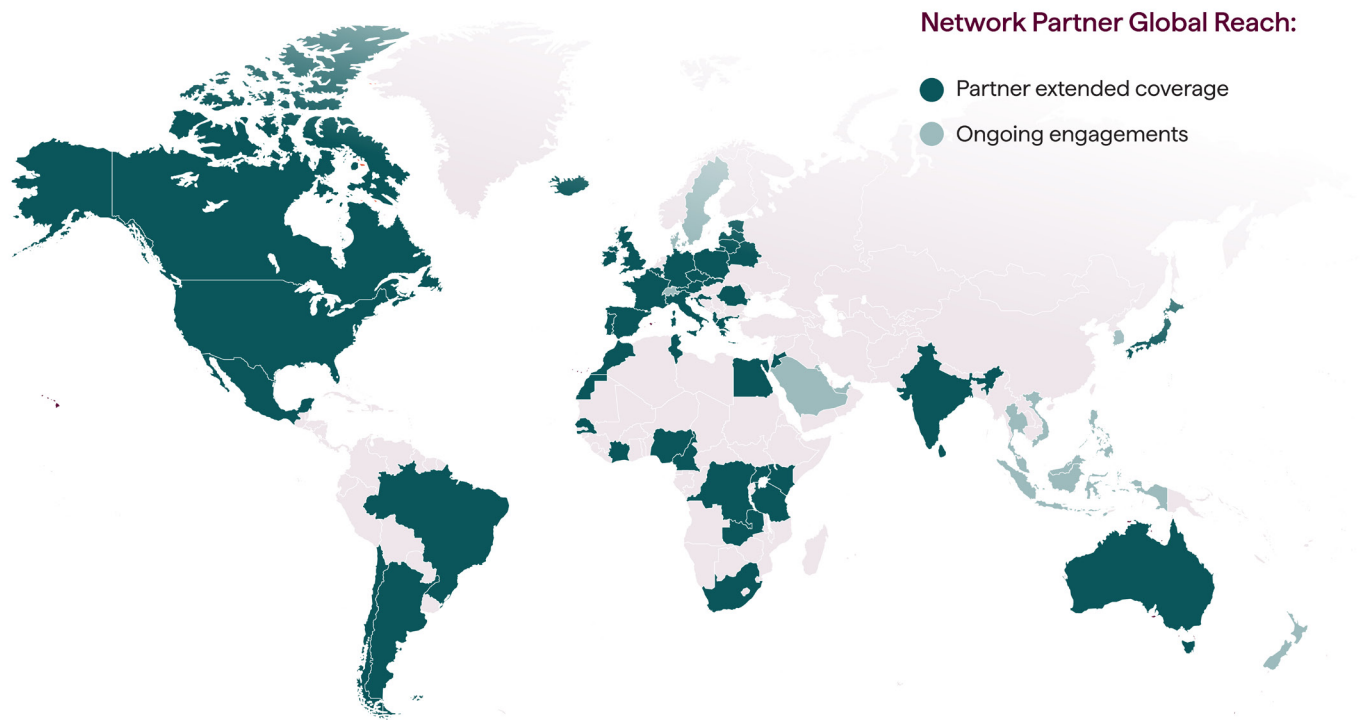 Network Partner Global Reach:
Partner extended coverage
Ongoing engagements